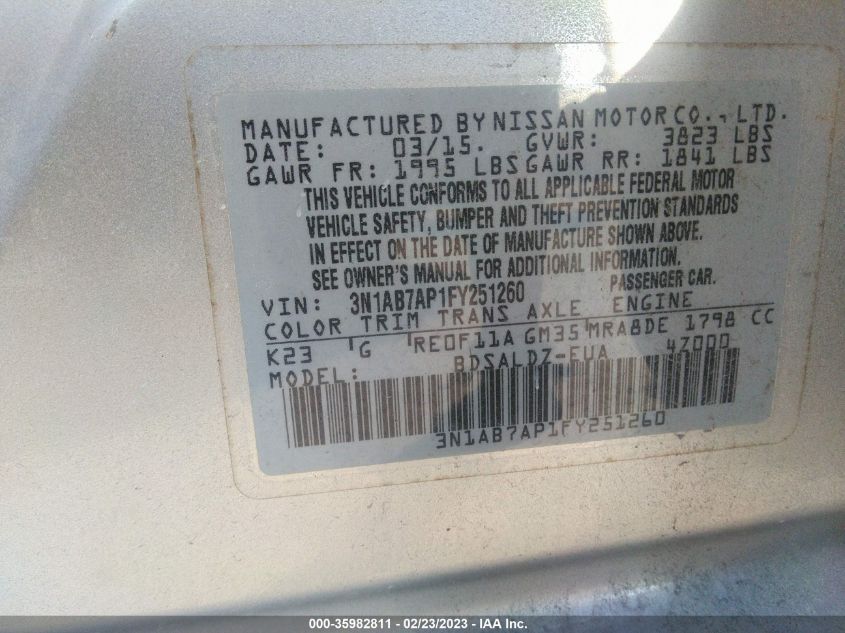 MANUFACTURED BY NISSAN MOTOR CO., LTD.
DATE: 03/15. GVWR: 3823 LBS
GAWR FR: 1995 LBS GAWR RR: 1841 LBS
THIS VEHICLE CONFORMS TO ALL APPLICABLE FEDERAL MOTOR
VEHICLE SAFETY, BUMPER AND THEFT PREVENTION STANDARDS
IN EFFECT ON THE DATE OF MANUFACTURE SHOWN ABOVE.
SEE OWNER'S MANUAL FOR ADDITIONAL INFORMATION.
VIN: 3N1AB7AP1FY251260 PASSENGER CAR.
COLOR TRIM TRANS AXLE ENGINE
K23 'G 'RE0F11A GM35'MRA8DE 1798 CC
MODEL: BDSALDZ-EUA 4Z000
3N1AB7AP1FY251260
000-35982811 - 02/23/2023 - IAA Inc.